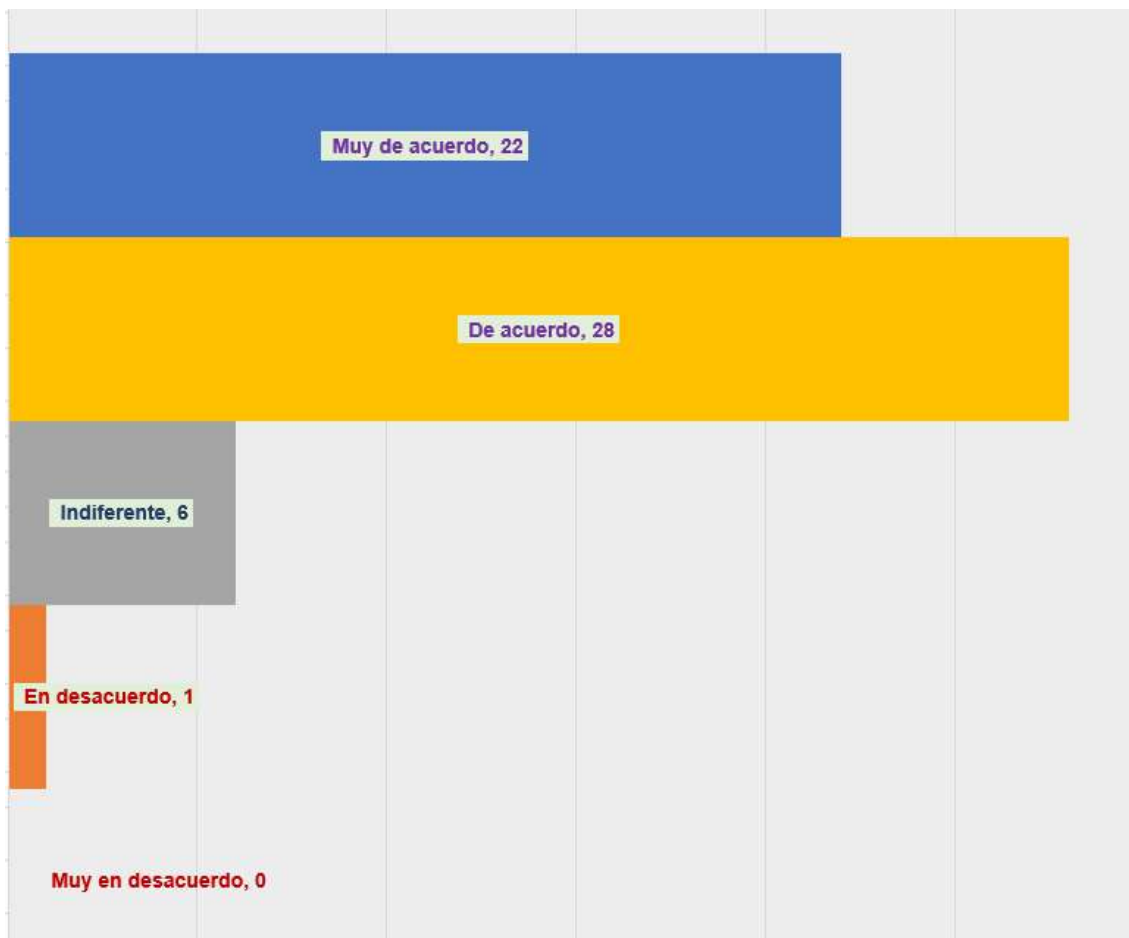 Muy de acuerdo, 22
De acuerdo, 28
Indiferente, 6
En desacuerdo, 1
Muy en desacuerdo, 0